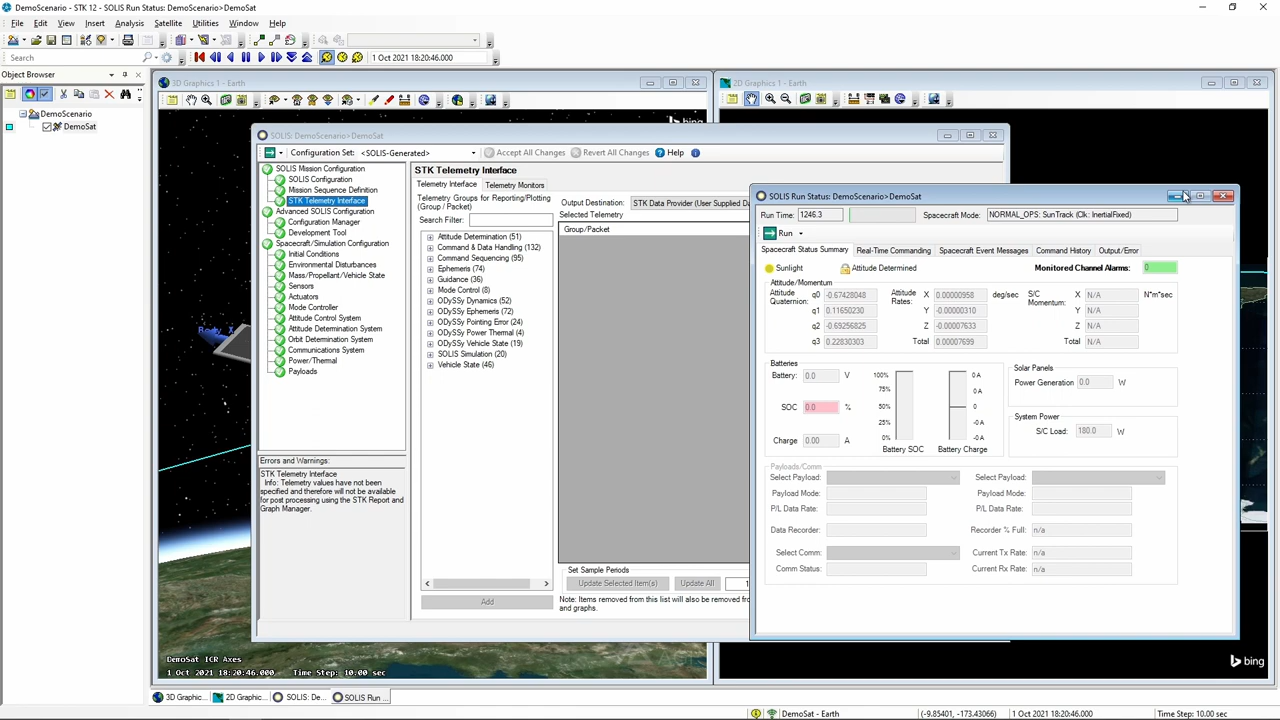 DemoScenario - STK 12 - SOLIS Run Status: DemoScenario>DemoSat
File Edit View Insert Analysis Satellite Utilities Window Help
1 Oct 2021 18:20:46.000
Search
Object Browser
DemoScenario
DemoSat
3D Graphics 1 - Earth
2D Graphics 1 - Earth
bing
SOLIS: DemoScenario>DemoSat
Configuration Set: <SOLIS-Generated> Accept All Changes Revert All Changes Help
SOLIS Mission Configuration
SOLIS Configuration
Mission Sequence Definition
STK Telemetry Interface
Advanced SOLIS Configuration
Configuration Manager
Development Tool
Spacecraft/Simulation Configuration
Initial Conditions
Environmental Disturbances
Mass/Propellant/Vehicle State
Sensors
Actuators
Mode Controller
Attitude Control System
Attitude Determination System
Orbit Determination System
Communications System
Power/Thermal
Payloads
Errors and Warnings:
STK Telemetry Interface
Info: Telemetry values have not been
specified and therefore will not be available
for post processing using the STK Report and
Graph Manager.
STK Telemetry Interface
Telemetry Interface Telemetry Monitors
Telemetry Groups for Reporting/Plotting
(Group / Packet)
Search Filter:
Attitude Determination (51)
Command & Data Handling (132)
Command Sequencing (95)
Ephemeris (74)
Guidance (36)
Mode Control (8)
ODySSy Dynamics (52)
ODySSy Ephemeris (72)
ODySSy Pointing Error (24)
ODySSy Power Thermal (4)
ODySSy Vehicle State (19)
SOLIS Simulation (20)
Vehicle State (46)
Add
Output Destination: STK Data Provider (User Supplied Da
Selected Telemetry
Group/Packet
Set Sample Periods
Update Selected Item(s) Update All 1
Note: Items removed from this list will also be removed from
and graphs.
SOLIS Run Status: DemoScenario>DemoSat
Run Time: 1246.3 Spacecraft Mode: NORMAL_OPS: SunTrack (Clk: InertialFixed)
Run
Spacecraft Status Summary Real-Time Commanding Spacecraft Event Messages Command History Output/Error
Sunlight Attitude Determined Monitored Channel Alarms: 0
Attitude/Momentum
Attitude Quaternion: q0 -0.67428048 Attitude Rates: X 0.00000958 deg/sec S/C Momentum: X N/A N*m*sec
q1 0.11650230 Y -0.00000310 Y N/A
q2 -0.69256825 Z -0.00007633 Z N/A
q3 0.22830303 Total 0.00007699 Total N/A
Batteries
Battery: 0.0 V
SOC 0.0 %
Charge 0.00 A
100%
75%
50%
25%
0%
Battery SOC
0 A
0 A
0
-0 A
-0 A
Battery Charge
Solar Panels
Power Generation 0.0 W
System Power
S/C Load: 180.0 W
Payloads/Comm
Select Payload: Select Payload:
Payload Mode: Payload Mode:
P/L Data Rate: P/L Data Rate:
Data Recorder: Recorder % Full: n/a
Select Comm: Current Tx Rate: n/a
Comm Status: Current Rx Rate: n/a
Body X
DemoSat ICR Axes
1 Oct 2021 18:20:46.000 Time Step: 10.00 sec
bing
3D Graphic... 2D Graphic... SOLIS: De... SOLIS Run ...
DemoSat - Earth (-9.85401, -173.43066) 1 Oct 2021 18:20:46.000 Time Step: 10.00 sec